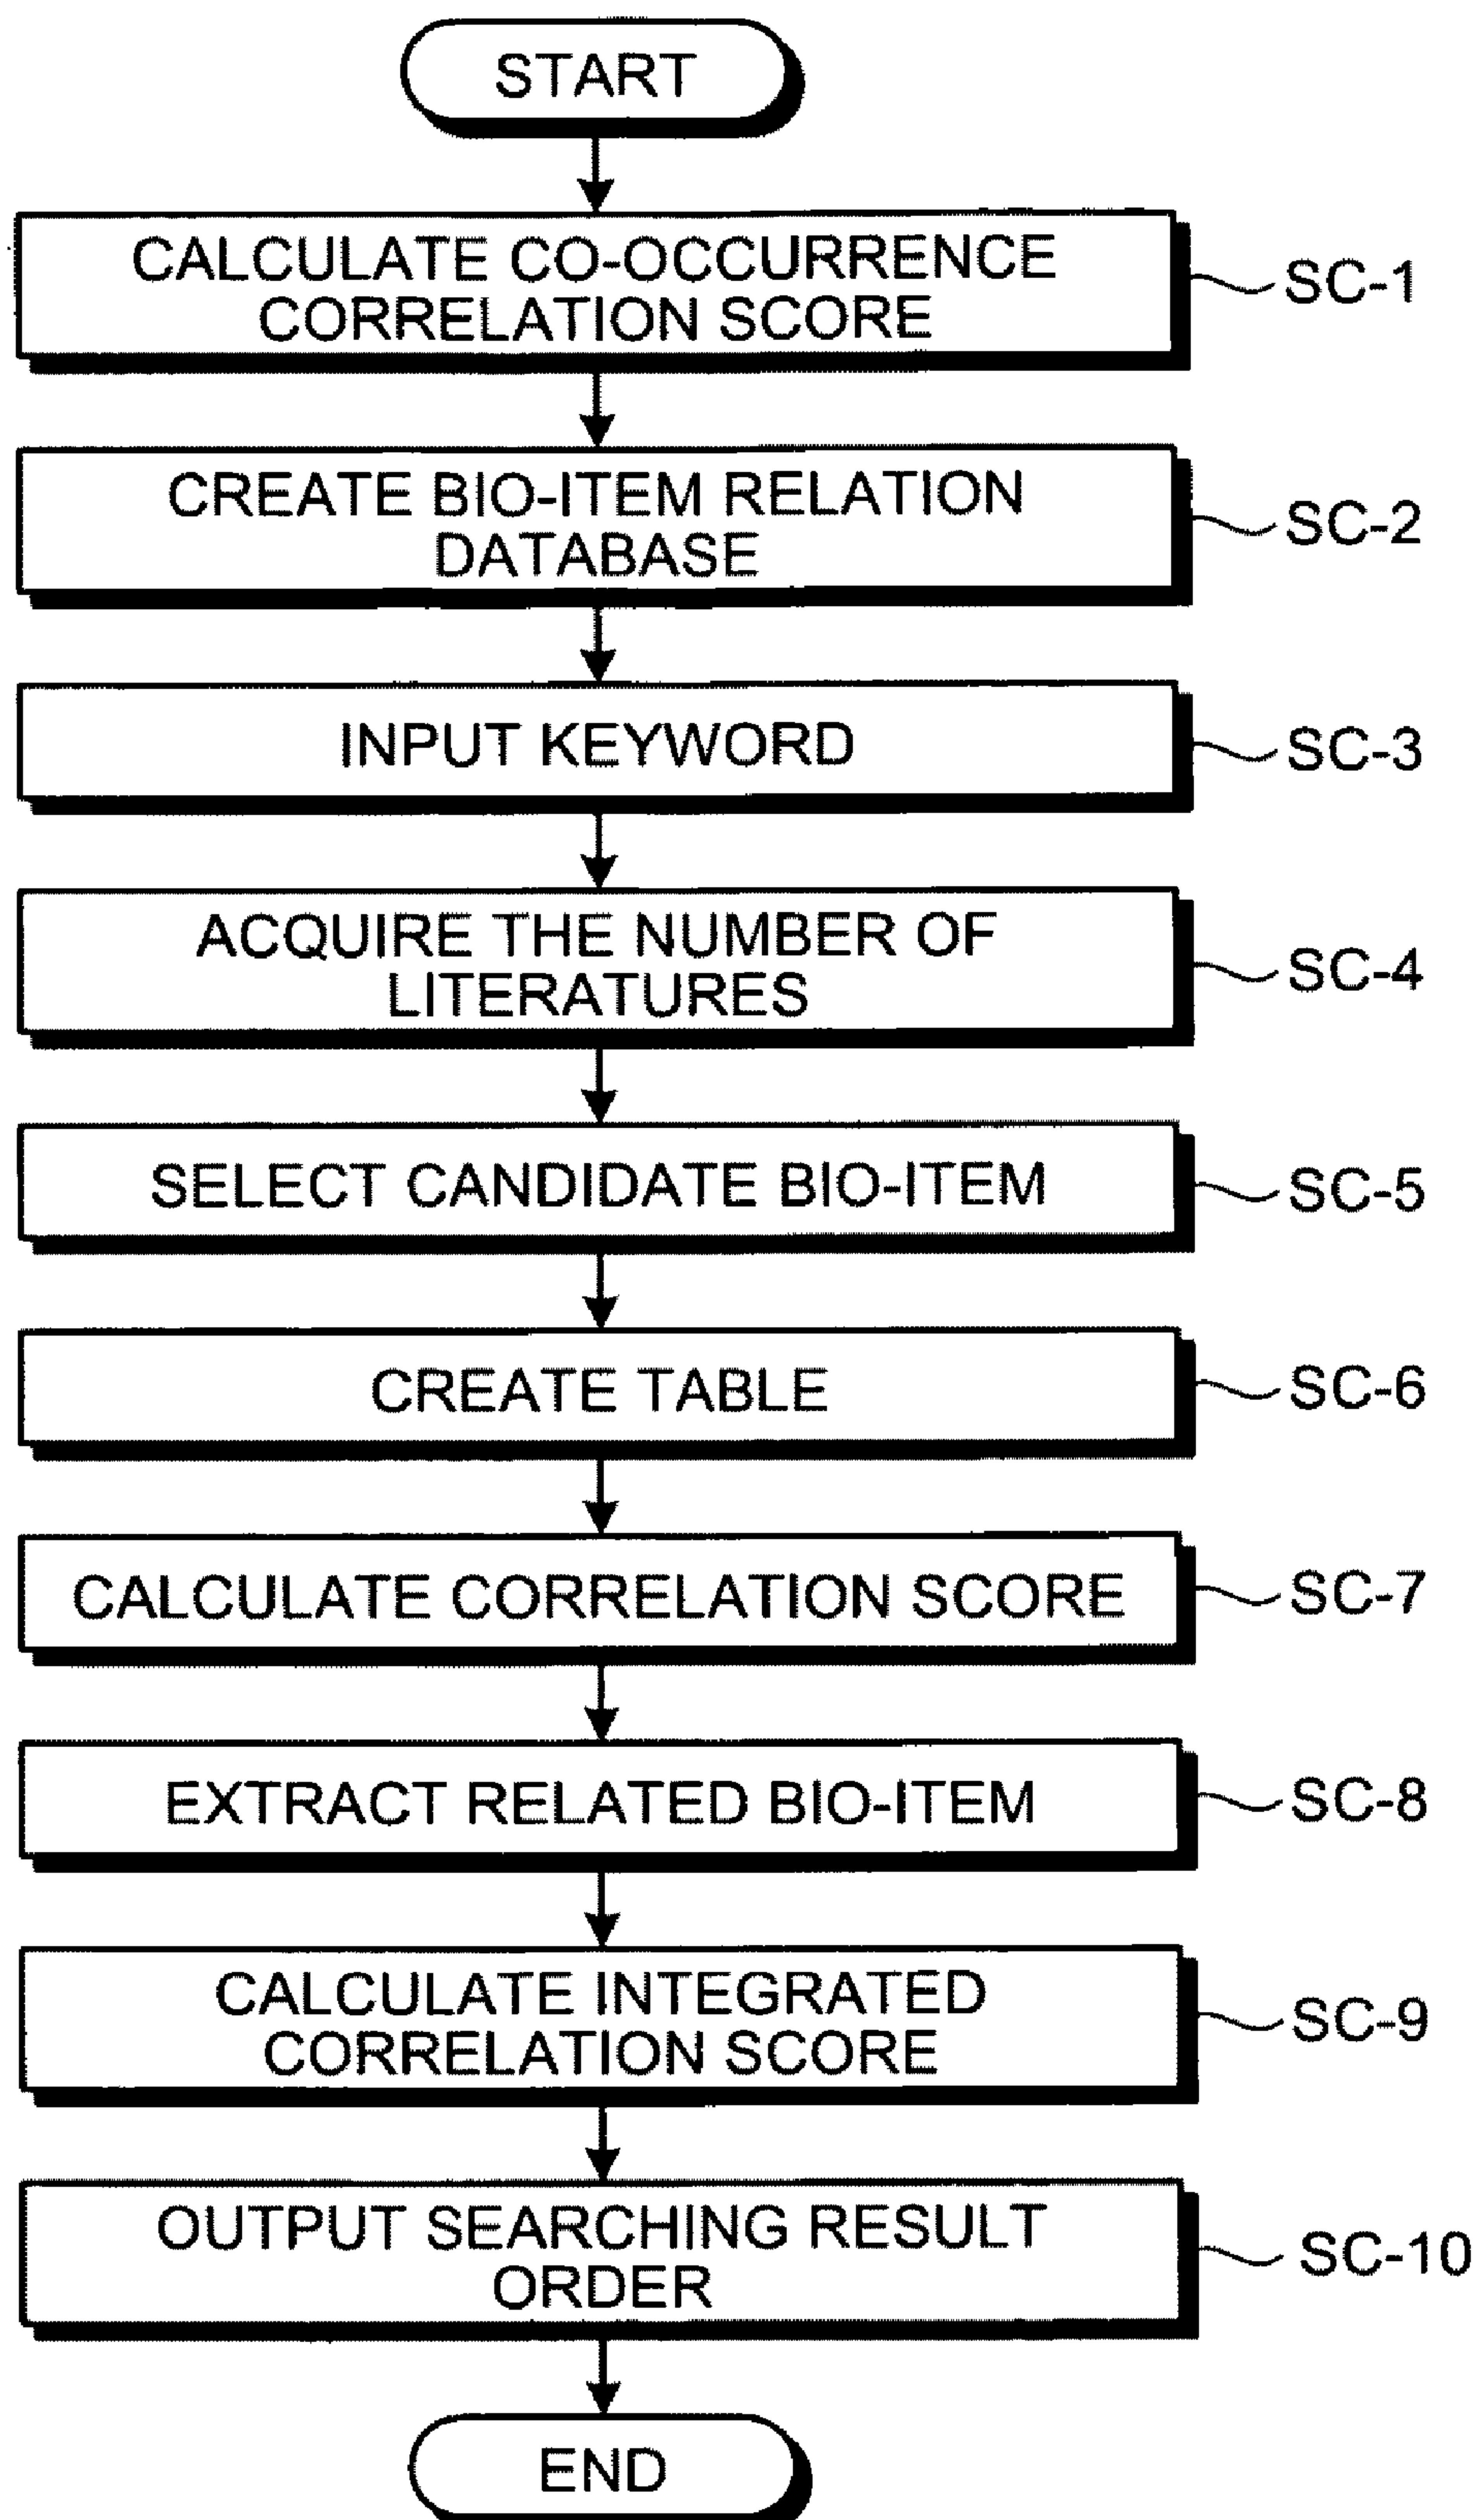 START
CALCULATE CO-OCCURRENCE
CORRELATION SCORE
SC-1
CREATE BIO-ITEM RELATION
DATABASE
SC-2
INPUT KEYWORD
SC-3
ACQUIRE THE NUMBER OF
LITERATURES
SC-4
SELECT CANDIDATE BIO-ITEM
SC-5
CREATE TABLE
SC-6
CALCULATE CORRELATION SCORE
SC-7
EXTRACT RELATED BIO-ITEM
SC-8
CALCULATE INTEGRATED
CORRELATION SCORE
SC-9
OUTPUT SEARCHING RESULT
ORDER
SC-10
END